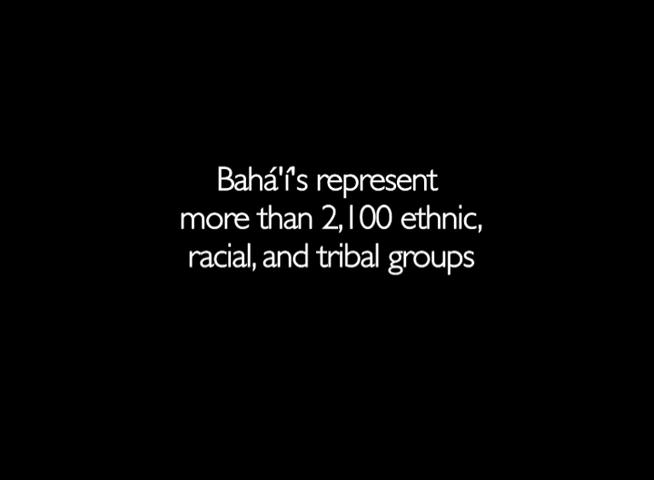 Bahá'í's represent
more than 2,100 ethnic,
racial, and tribal groups